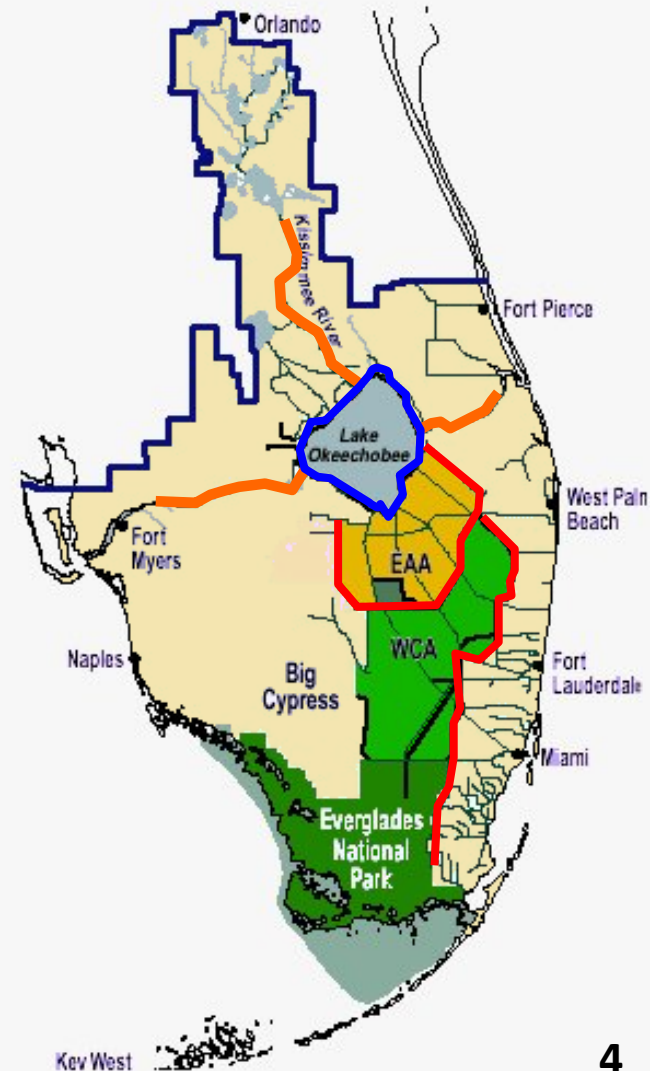 Orlando
Kissimmee River
Fort Pierce
Lake
Okeechobee
West Paln
Beach
Fort
Myers
EAA
WCA
Naples
Big
Cypress
Fort
Lauderdale
Miami
Everglades
National
Park
Key West
4